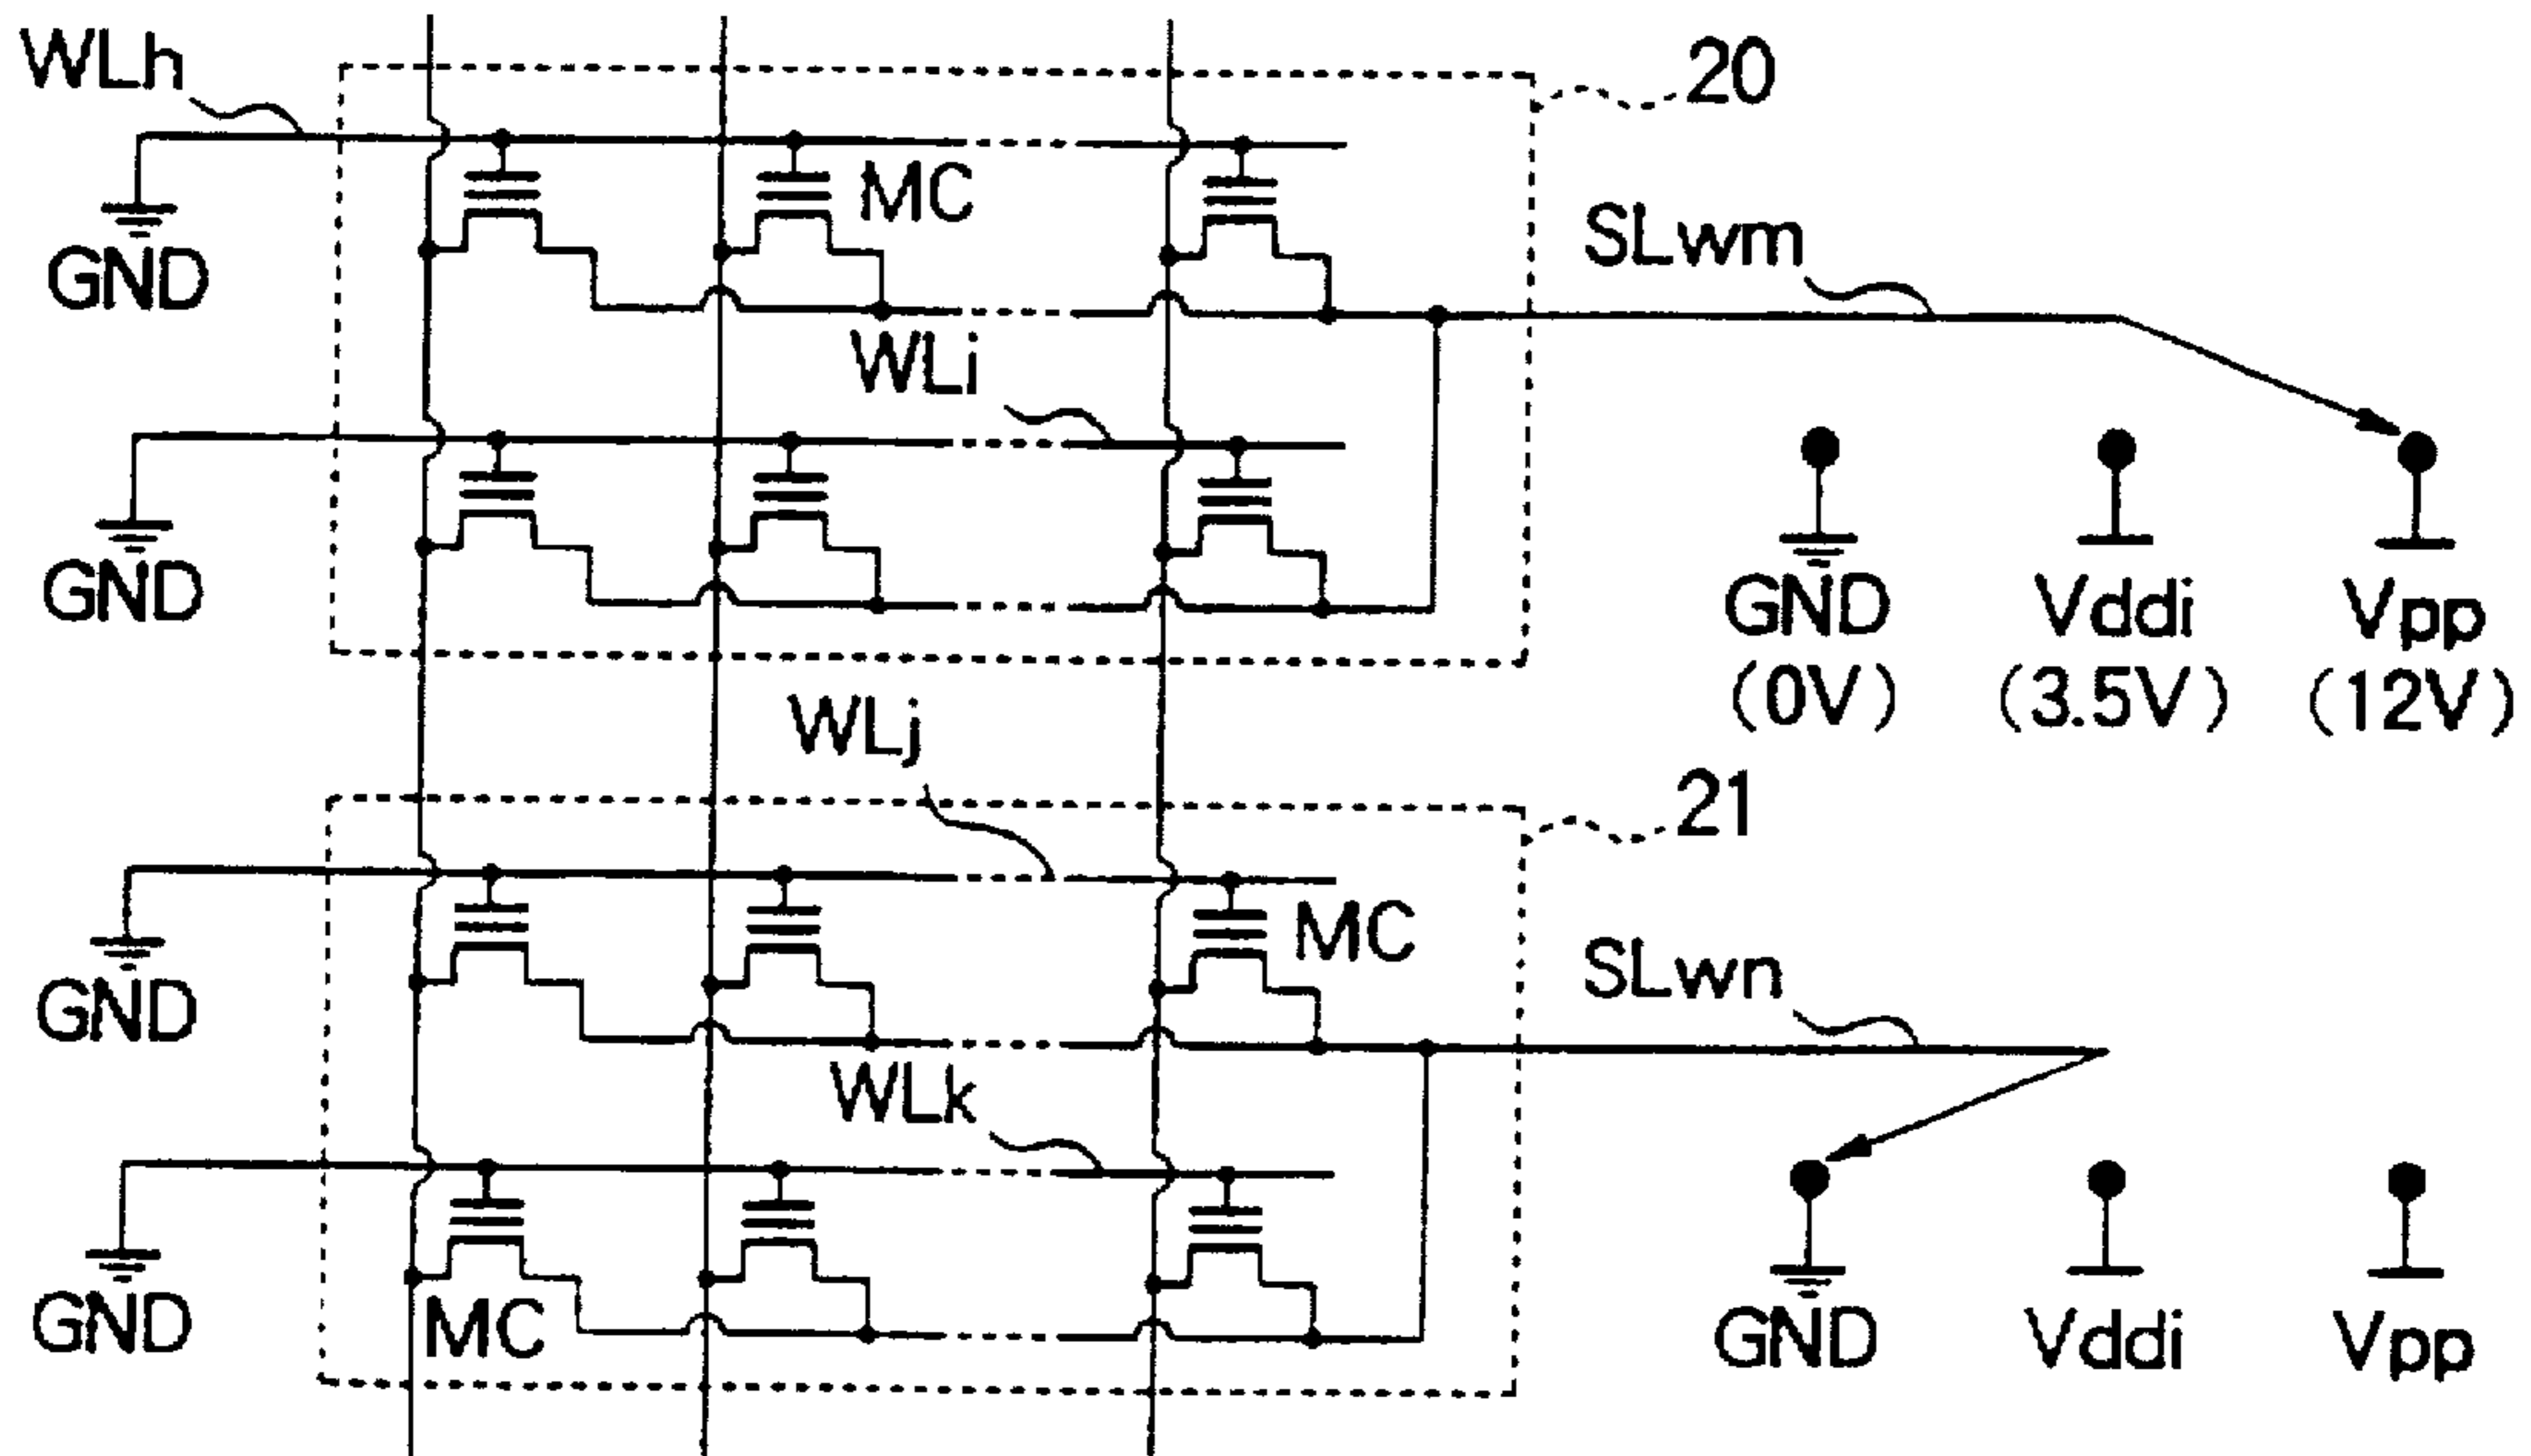 WLh
20
MC
GND
SLwm
WLi
GND
GND
Vddi
Vpp
(0V)
(3.5V)
(12V)
WLj
21
MC
SLwn
GND
WLk
GND
MC
GND
Vddi
Vpp